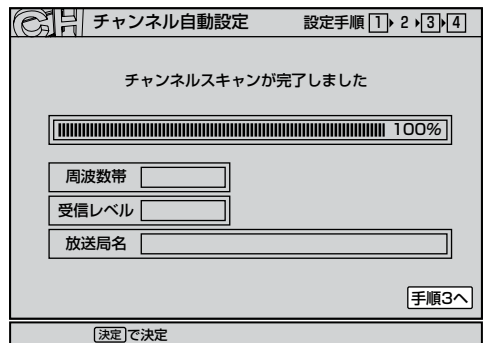 CH チャンネル自動設定 設定手順 1 2 3 4
チャンネルスキャンが完了しました
100%
周波数帯
受信レベル
放送局名
手順3へ
決定で決定